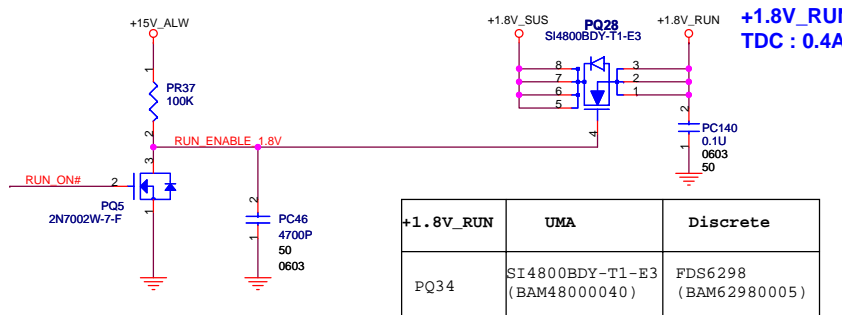 +15V_ALW
1
PR37
100K
2
RUN_ENABLE_1.8V
3
RUN_ON#
2
PQ5
2N7002W-7-F
1
2
PC46
4700P
1
50
0603
+1.8V_SUS
PQ28
SI4800BDY-T1-E3
+1.8V_RUN
8
7
6
5
3
2
1
4
2
PC140
0.1U
1
0603
50
+1.8V_RUN
TDC : 0.4A
+1.8V_RUN UMA Discrete
PQ34 SI4800BDY-T1-E3 FDS6298
(BAM48000040) (BAM62980005)